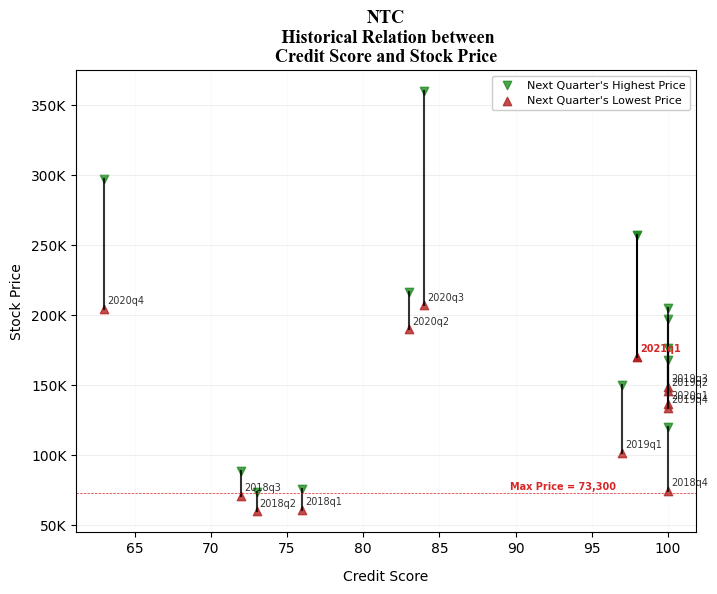 NTC
Historical Relation between
Credit Score and Stock Price
Next Quarter's Highest Price
Next Quarter's Lowest Price
350K
300K
250K
200K
150K
100K
50K
Stock Price
2020q4
2020q3
2020q2
2021q1
2019q3
2019q2
2020q1
2019q4
2019q1
2018q4
2018q3
2018q2
2018q1
Max Price = 73,300
65 70 75 80 85 90 95 100
Credit Score